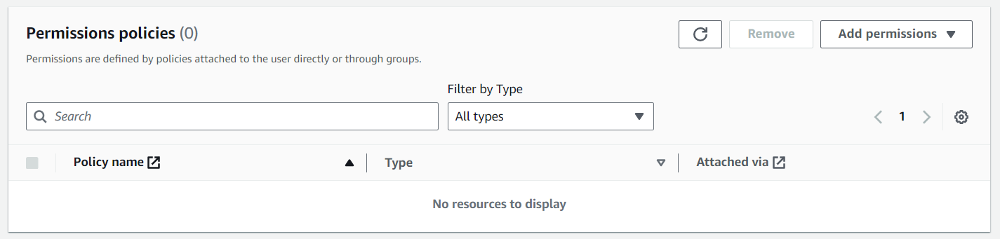 Permissions policies (0)
Remove
Add permissions
Permissions are defined by policies attached to the user directly or through groups.
Filter by Type
Search
All types
1
Policy name
Type
Attached via
No resources to display